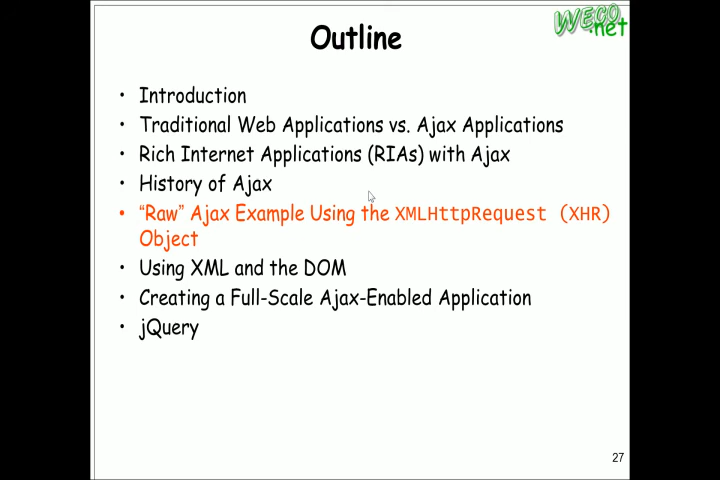 WECO
.net
Outline
• Introduction
• Traditional Web Applications vs. Ajax Applications
• Rich Internet Applications (RIAs) with Ajax
• History of Ajax
• “Raw” Ajax Example Using the XMLHttpRequest (XHR)
Object
• Using XML and the DOM
• Creating a Full-Scale Ajax-Enabled Application
• jQuery
27